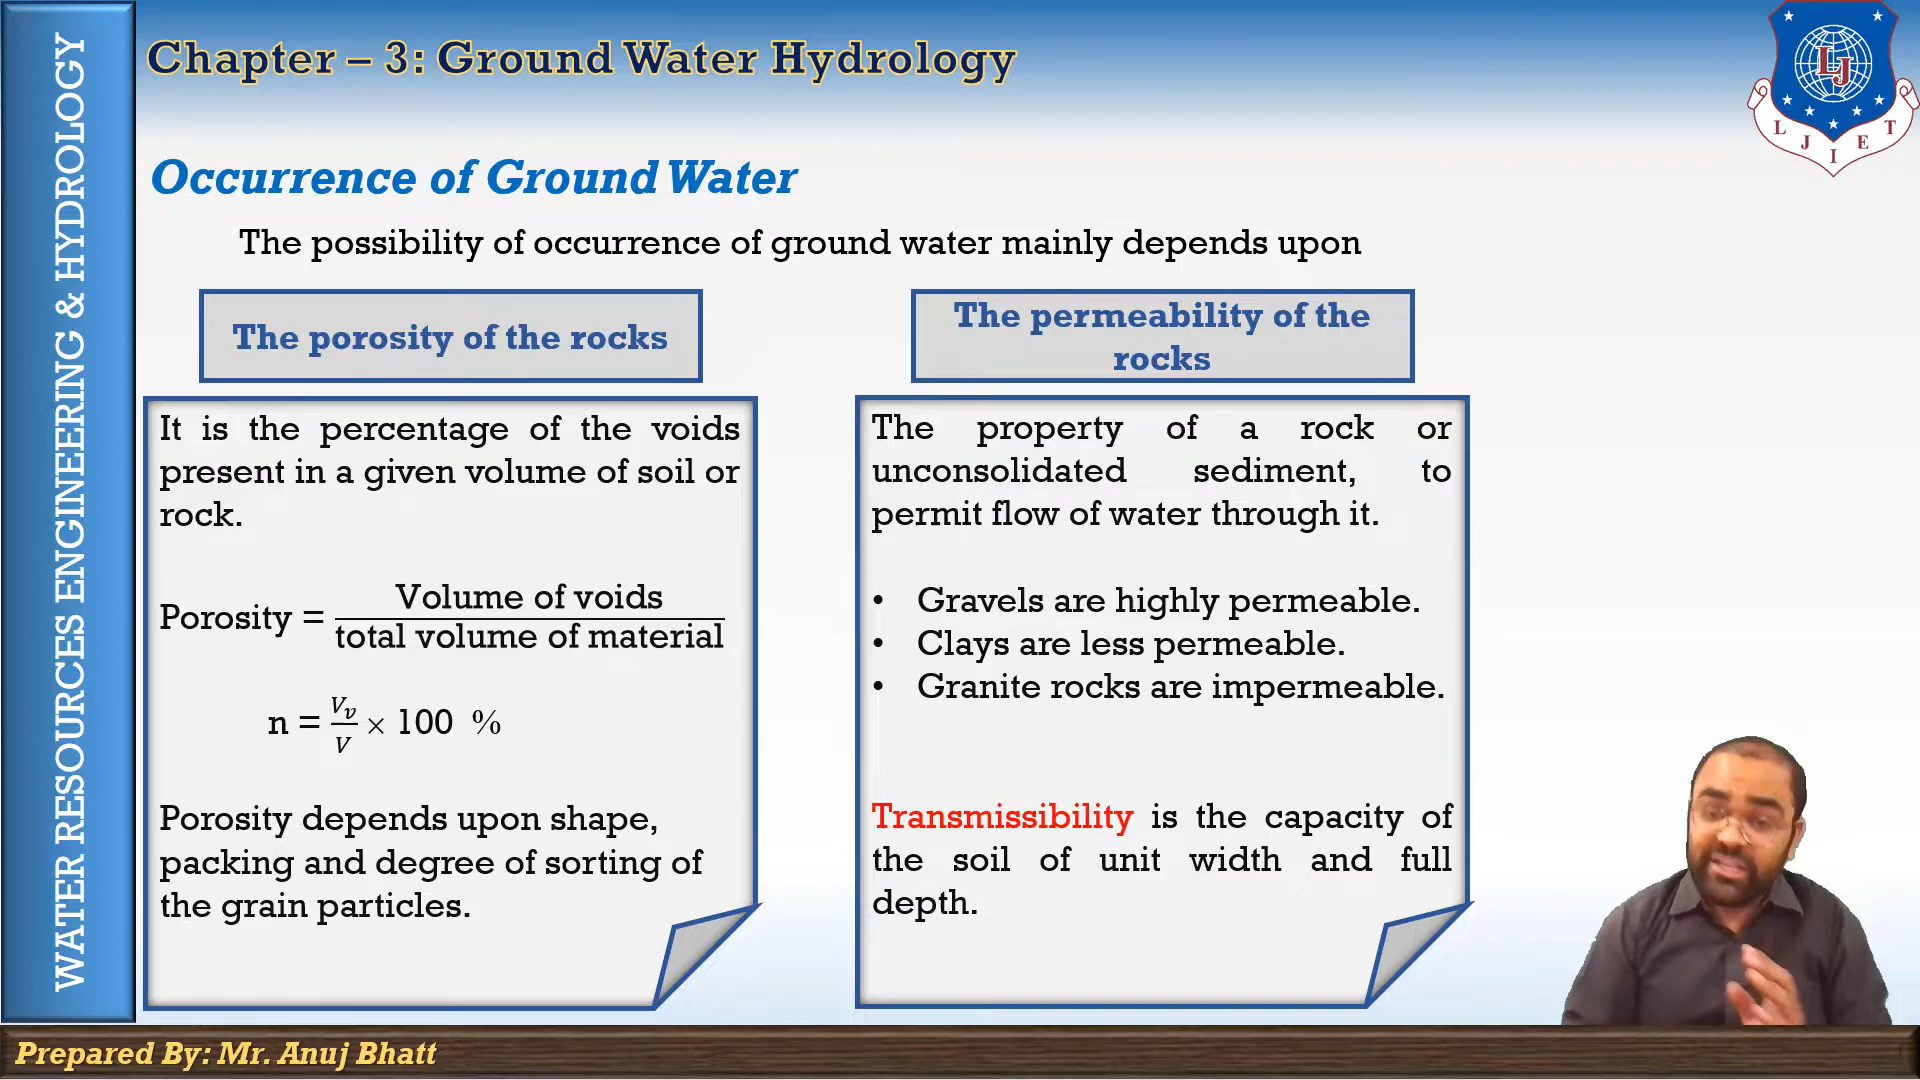 WATER RESOURCES ENGINEERING & HYDROLOGY
Chapter – 3: Ground Water Hydrology
LJ
L J I E T
Occurrence of Ground Water
The possibility of occurrence of ground water mainly depends upon
The porosity of the rocks
It is the percentage of the voids
present in a given volume of soil or
rock.
Porosity = Volume of voids / total volume of material
n = V_v / V × 100 %
Porosity depends upon shape,
packing and degree of sorting of
the grain particles.
The permeability of the
rocks
The property of a rock or
unconsolidated sediment, to
permit flow of water through it.
• Gravels are highly permeable.
• Clays are less permeable.
• Granite rocks are impermeable.
Transmissibility is the capacity of
the soil of unit width and full
depth.
Prepared By: Mr. Anuj Bhatt